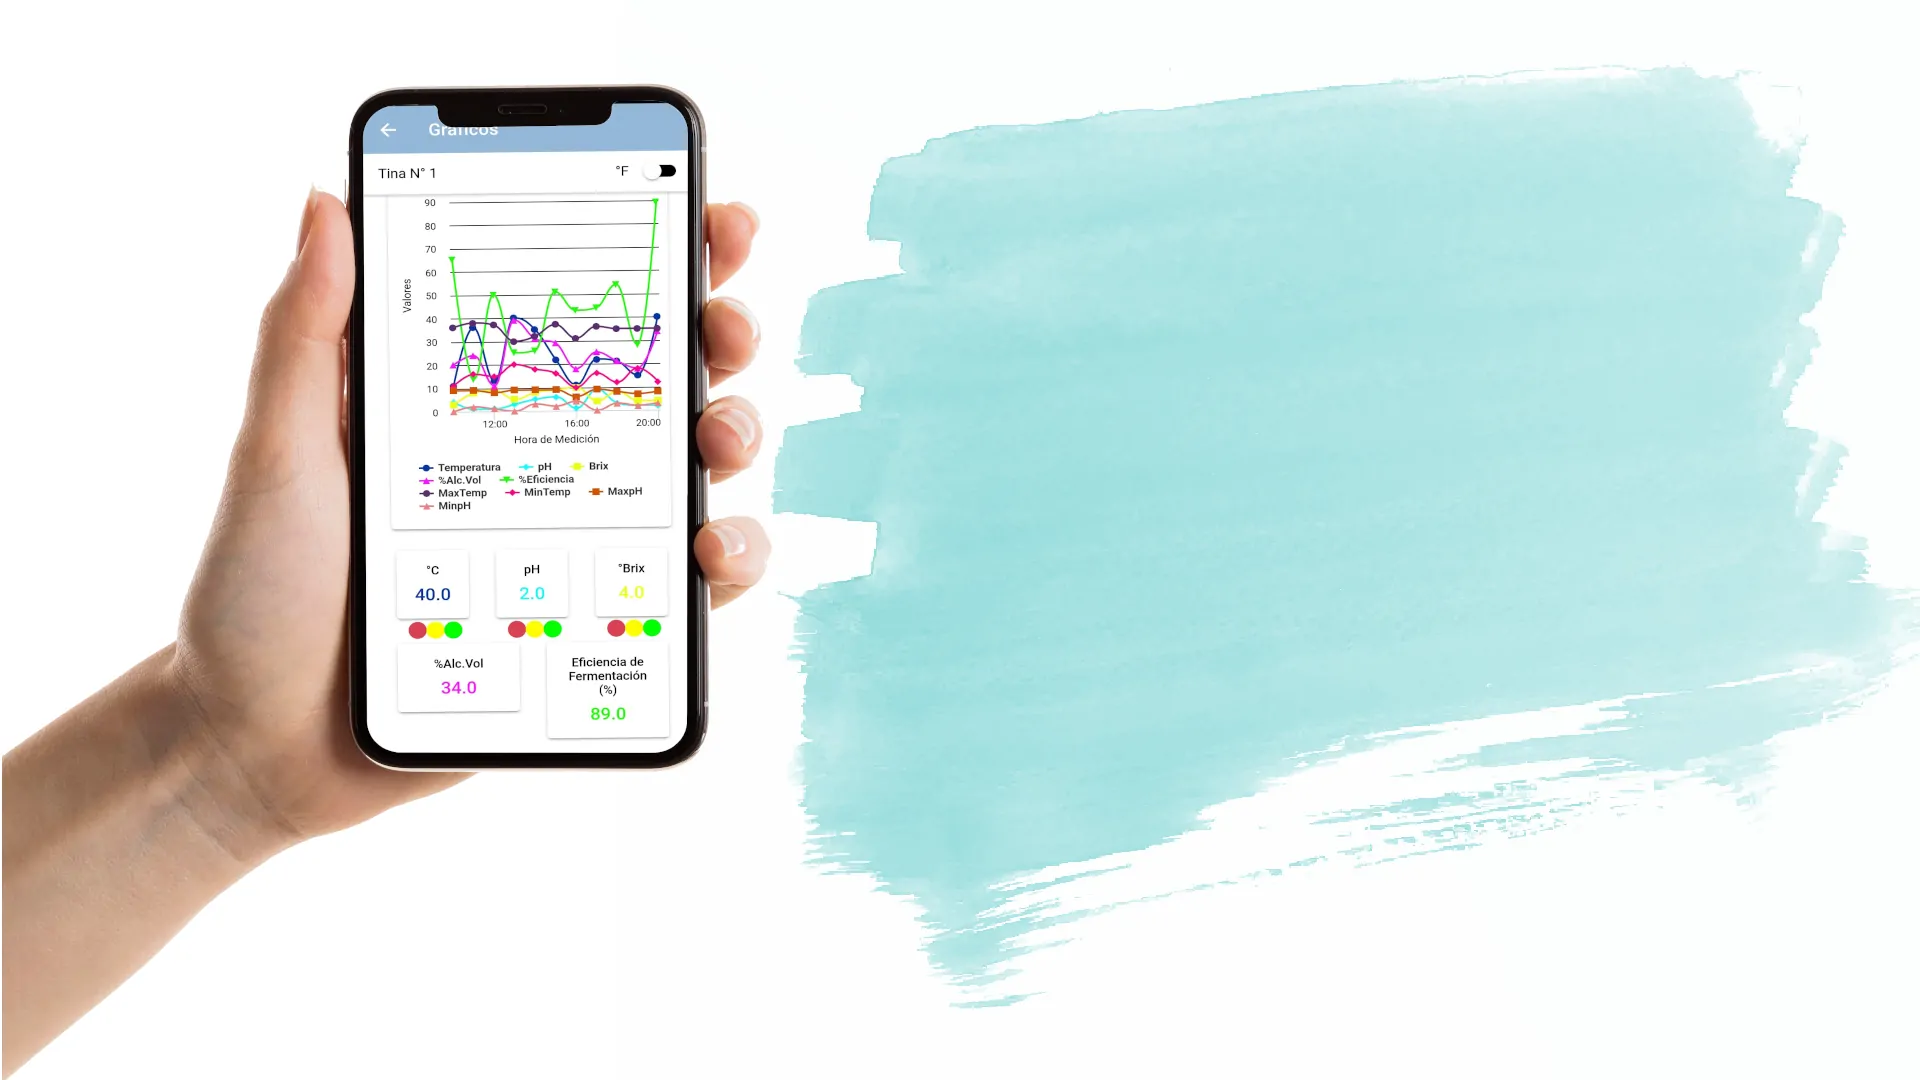 Gráficos
Tina N° 1
°F
90
80
70
60
50
40
30
20
10
0
Valores
12:00 16:00 20:00
Hora de Medición
Temperatura pH Brix
%Alc.Vol %Eficiencia
MaxTemp MinTemp MaxpH
MinpH
°C pH °Brix
40.0 2.0 4.0
%Alc.Vol
34.0
Eficiencia de
Fermentación
(%)
89.0